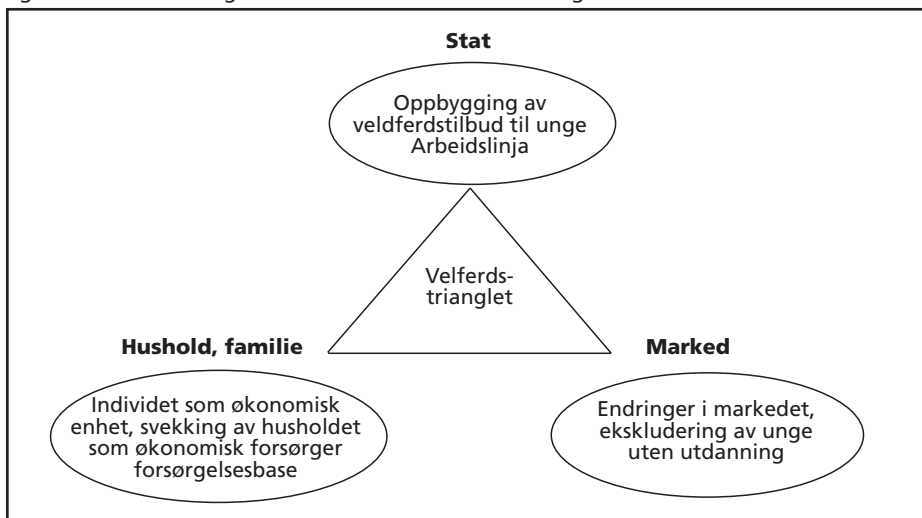 Stat
Oppbygging av
veldferdstilbud til unge
Arbeidslinja
Velferds-
trianglet
Hushold, familie
Marked
Individet som økonomisk
enhet, svekking av husholdet
som økonomisk forsørger
forsørgelsesbase
Endringer i markedet,
ekskludering av unge
uten utdanning